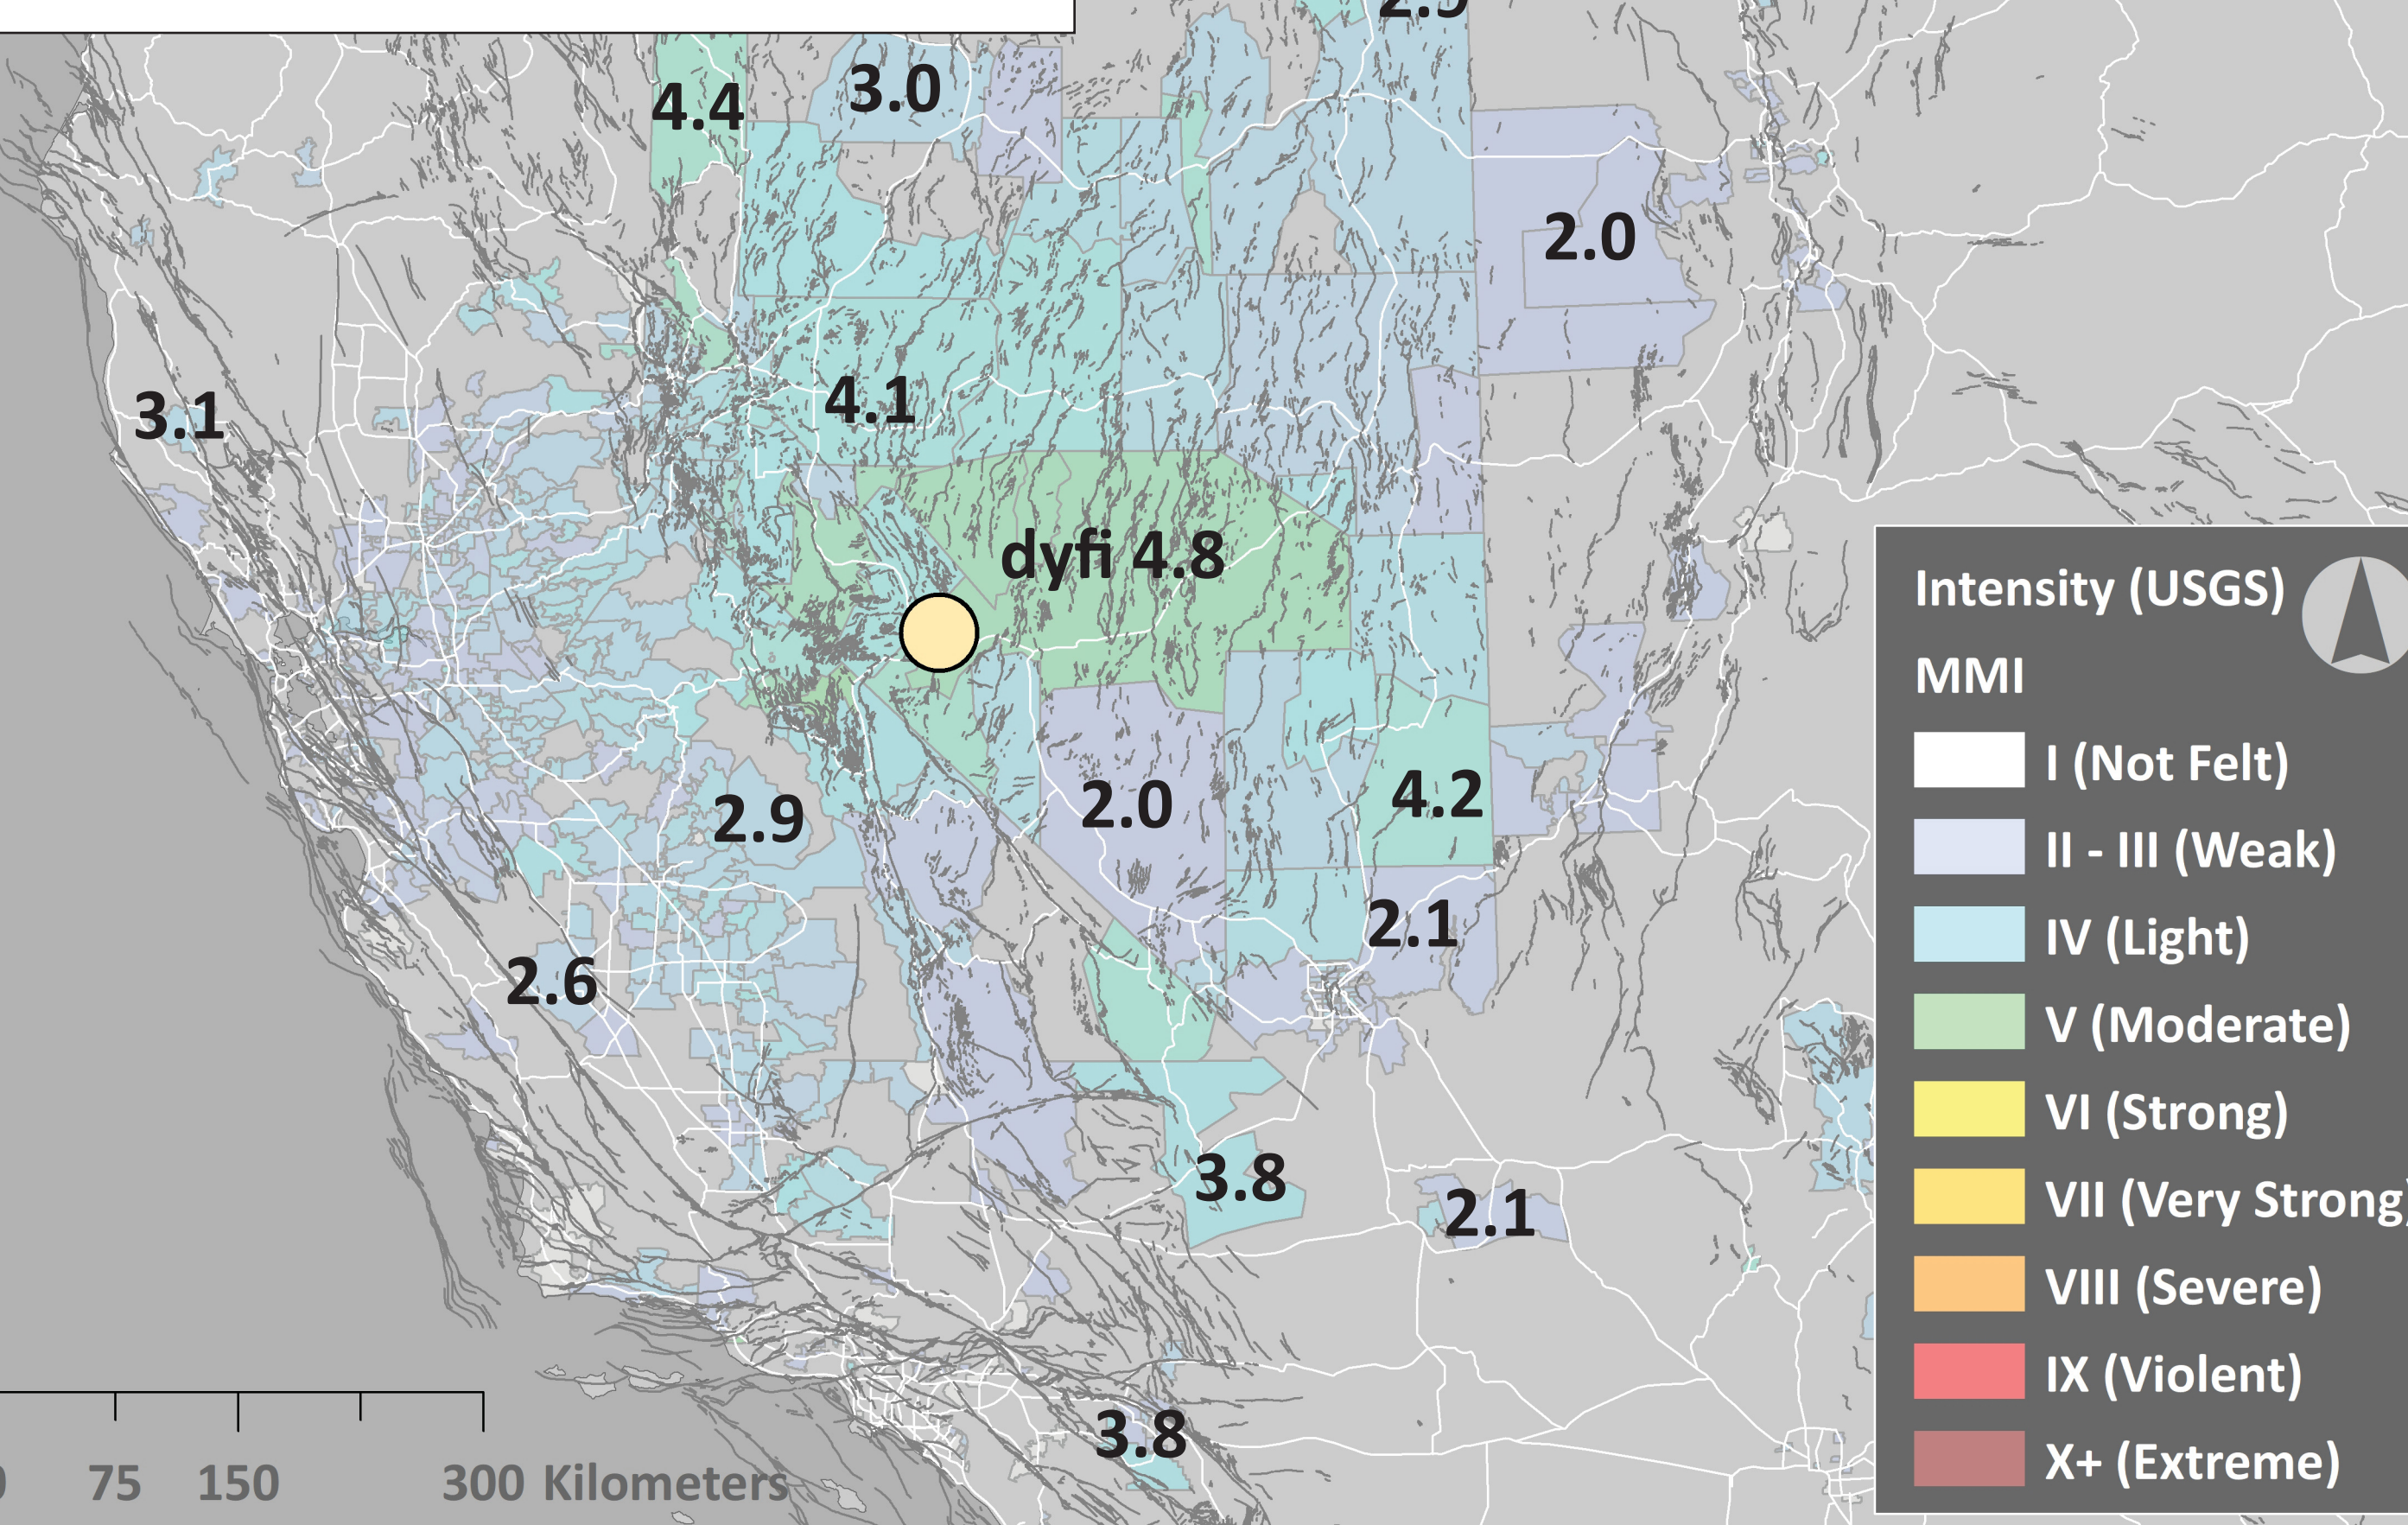 2.9
4.4
3.0
2.0
3.1
4.1
dyfi 4.8
2.9
2.0
4.2
2.1
2.6
3.8
2.1
3.8
75 150 300 Kilometers
Intensity (USGS)
MMI
I (Not Felt)
II - III (Weak)
IV (Light)
V (Moderate)
VI (Strong)
VII (Very Strong)
VIII (Severe)
IX (Violent)
X+ (Extreme)